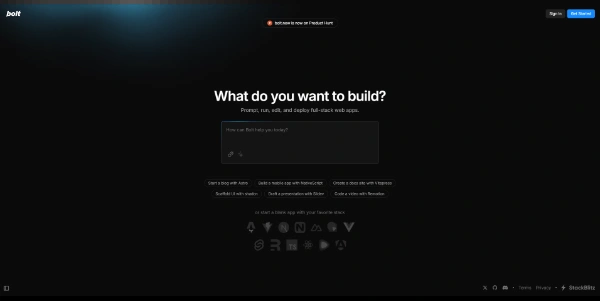 bolt
bolt.new is now on Product Hunt
Sign In
Get Started
What do you want to build?
Prompt, run, edit, and deploy full-stack web apps.
How can Bolt help you today?
Start a blog with Astro
Build a mobile app with NativeScript
Create a docs site with Vitepress
Scaffold UI with shadcn
Draft a presentation with Slidev
Code a video with Remotion
or start a blank app with your favorite stack
Terms
Privacy
StackBlitz